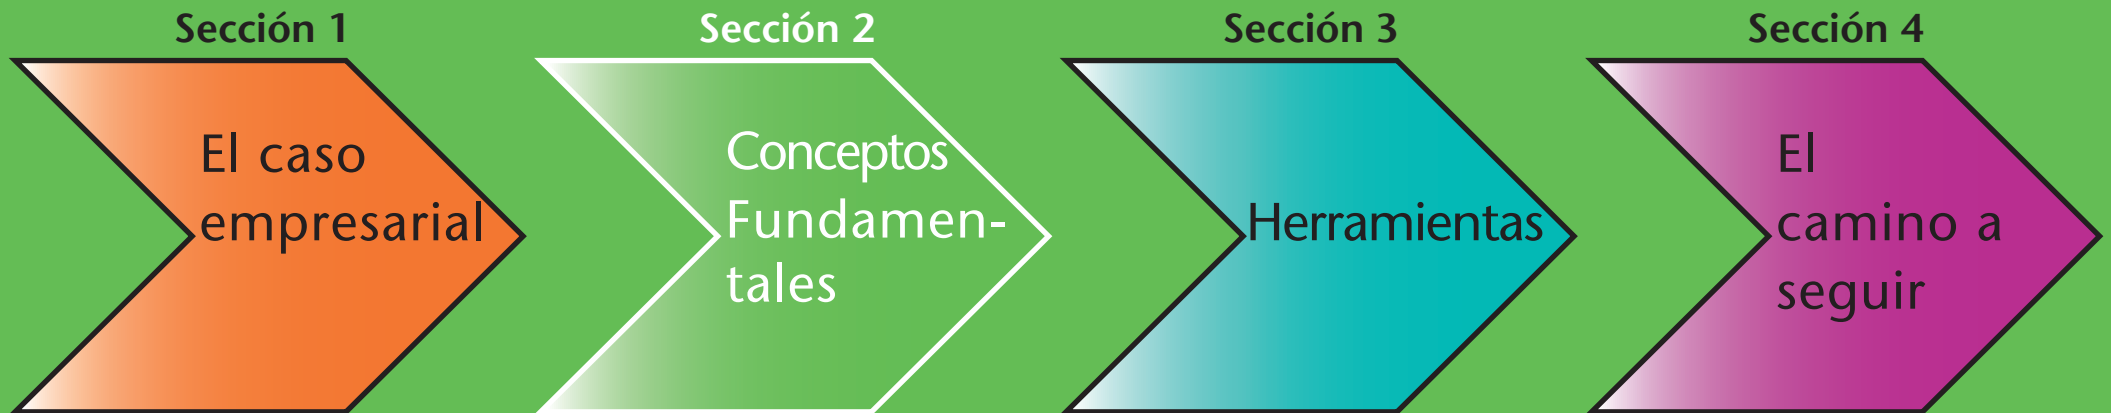 Sección 1
El caso
empresarial
Sección 2
Conceptos
Fundamen-
tales
Sección 3
Herramientas
Sección 4
El
camino a
seguir